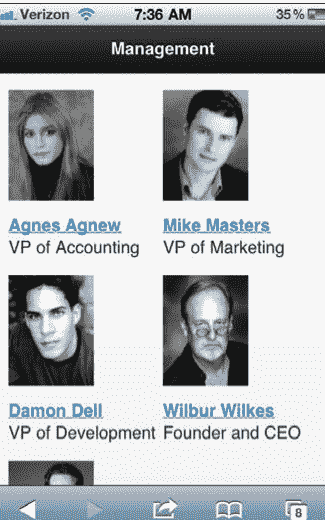 Verizon 7:36 AM 35%
Management
Agnes Agnew Mike Masters
VP of Accounting VP of Marketing
Damon Dell Wilbur Wilkes
VP of Development Founder and CEO
8